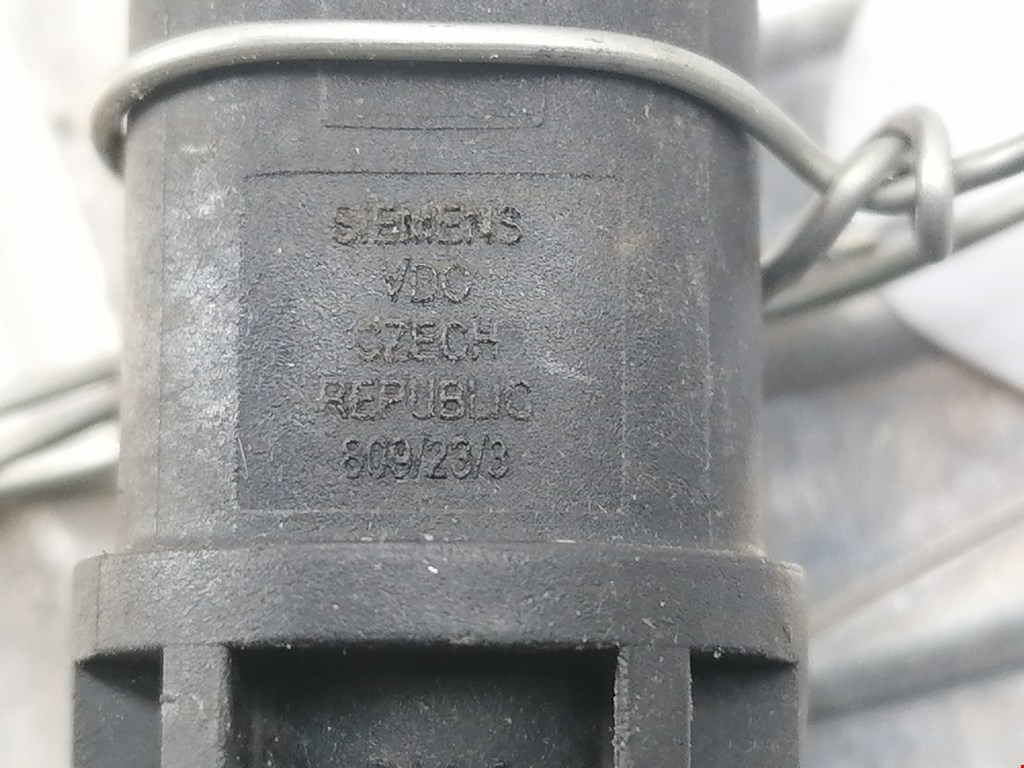 SIEMENS
VDO
CZECH
REPUBLIC
809/23/3